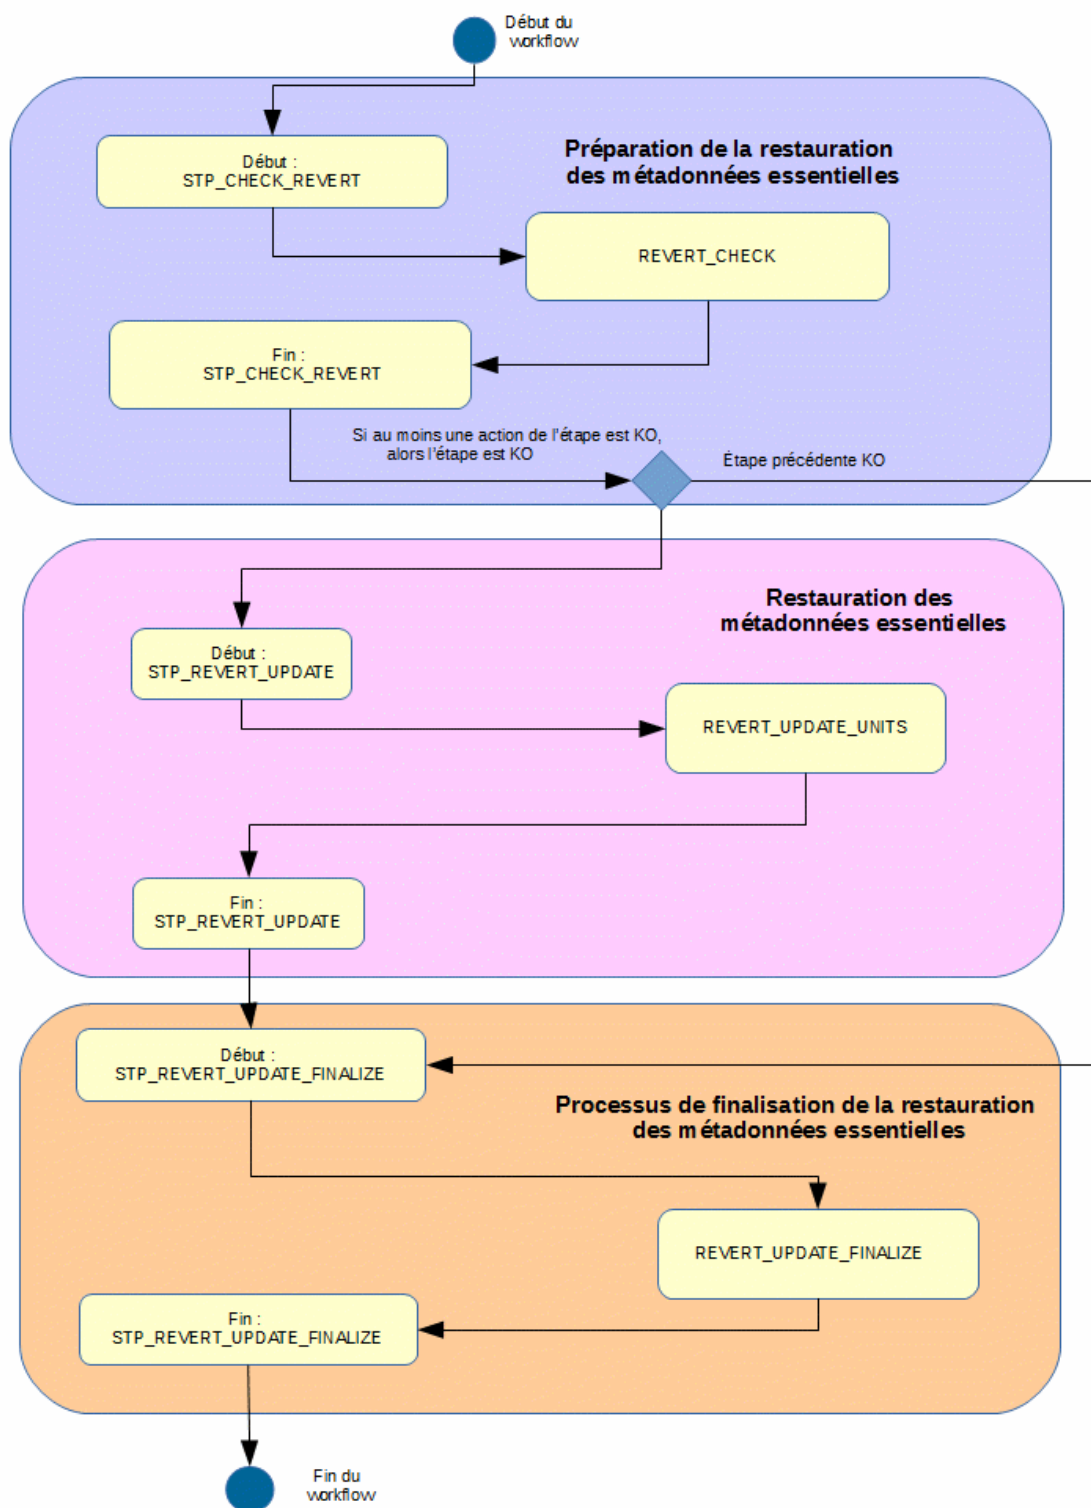 Début du
workflow
Préparation de la restauration
des métadonnées essentielles
Début :
STP_CHECK_REVERT
REVERT_CHECK
Fin :
STP_CHECK_REVERT
Si au moins une action de l'étape est KO,
alors l'étape est KO
Étape précédente KO
Restauration des
métadonnées essentielles
Début :
STP_REVERT_UPDATE
REVERT_UPDATE_UNITS
Fin :
STP_REVERT_UPDATE
Début :
STP_REVERT_UPDATE_FINALIZE
Processus de finalisation de la restauration
des métadonnées essentielles
REVERT_UPDATE_FINALIZE
Fin :
STP_REVERT_UPDATE_FINALIZE
Fin du
workflow